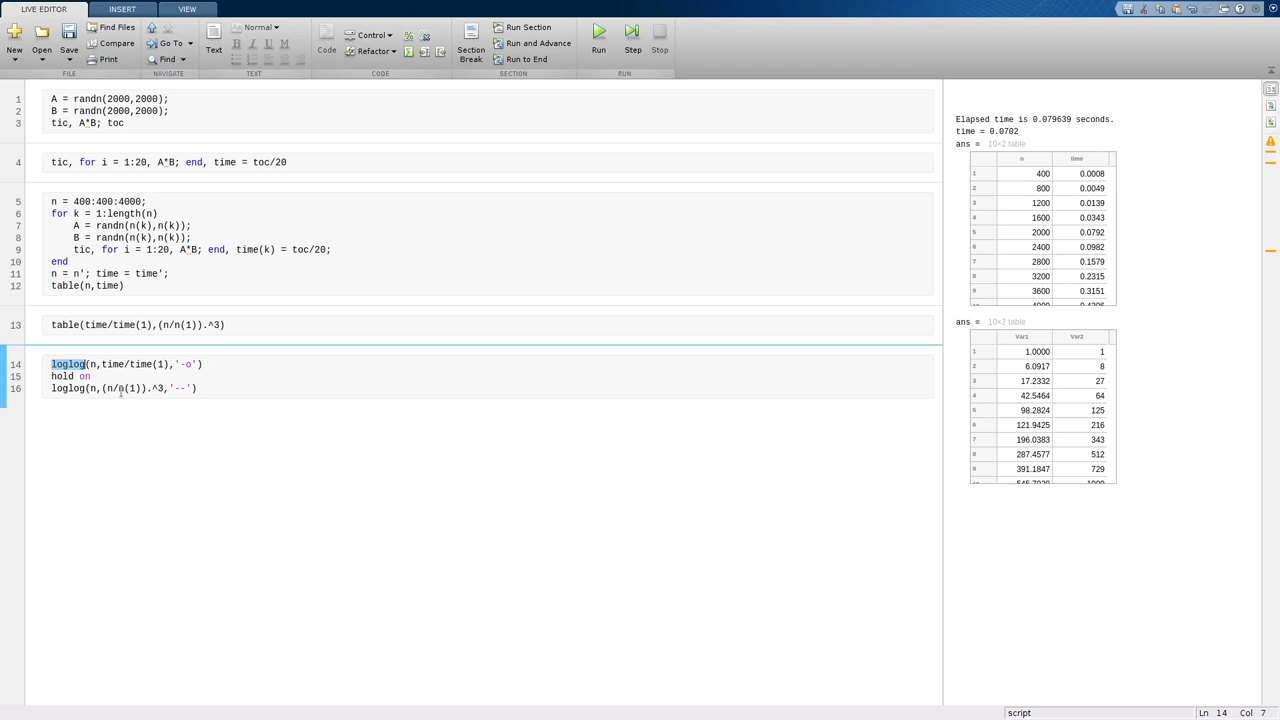 LIVE EDITOR INSERT VIEW
New
Open
Save
Find Files
Compare
Print
FILE
Go To
Find
NAVIGATE
Text
Normal
B I U M
TEXT
Code
Control
Refactor
CODE
Section Break
Run Section
Run and Advance
Run to End
SECTION
Run
Step
Stop
RUN
1 A = randn(2000,2000);
2 B = randn(2000,2000);
3 tic, A*B; toc
4 tic, for i = 1:20, A*B; end, time = toc/20
5 n = 400:400:4000;
6 for k = 1:length(n)
7 A = randn(n(k),n(k));
8 B = randn(n(k),n(k));
9 tic, for i = 1:20, A*B; end, time(k) = toc/20;
10 end
11 n = n'; time = time';
12 table(n,time)
13 table(time/time(1),(n/n(1)).^3)
14 loglog(n,time/time(1),'-o')
15 hold on
16 loglog(n,(n/n(1)).^3,'--')
Elapsed time is 0.079639 seconds.
time = 0.0702
ans = 10×2 table
n time
1 400 0.0008
2 800 0.0049
3 1200 0.0139
4 1600 0.0343
5 2000 0.0792
6 2400 0.0982
7 2800 0.1579
8 3200 0.2315
9 3600 0.3151
ans = 10×2 table
Var1 Var2
1 1.0000 1
2 6.0917 8
3 17.2332 27
4 42.5464 64
5 98.2824 125
6 121.9425 216
7 196.0383 343
8 287.4577 512
9 391.1847 729
script Ln 14 Col 7